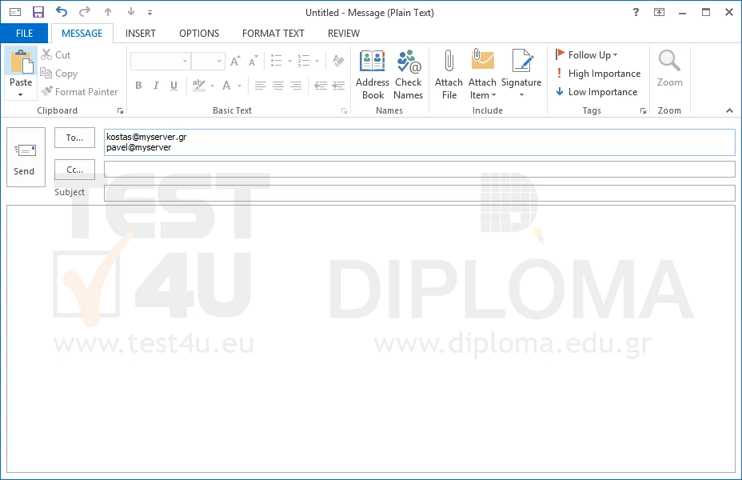 Untitled - Message (Plain Text)
FILE MESSAGE INSERT OPTIONS FORMAT TEXT REVIEW
Paste
Cut
Copy
Format Painter
Clipboard
B I U A
Basic Text
Address Book
Check Names
Names
Attach File
Attach Item
Signature
Include
Follow Up
High Importance
Low Importance
Tags
Zoom
Zoom
Send
To...
kostas@myserver.gr
pavel@myserver
Cc...
Subject
TEST
4U
www.test4u.eu
DIPLOMA
www.diploma.edu.gr